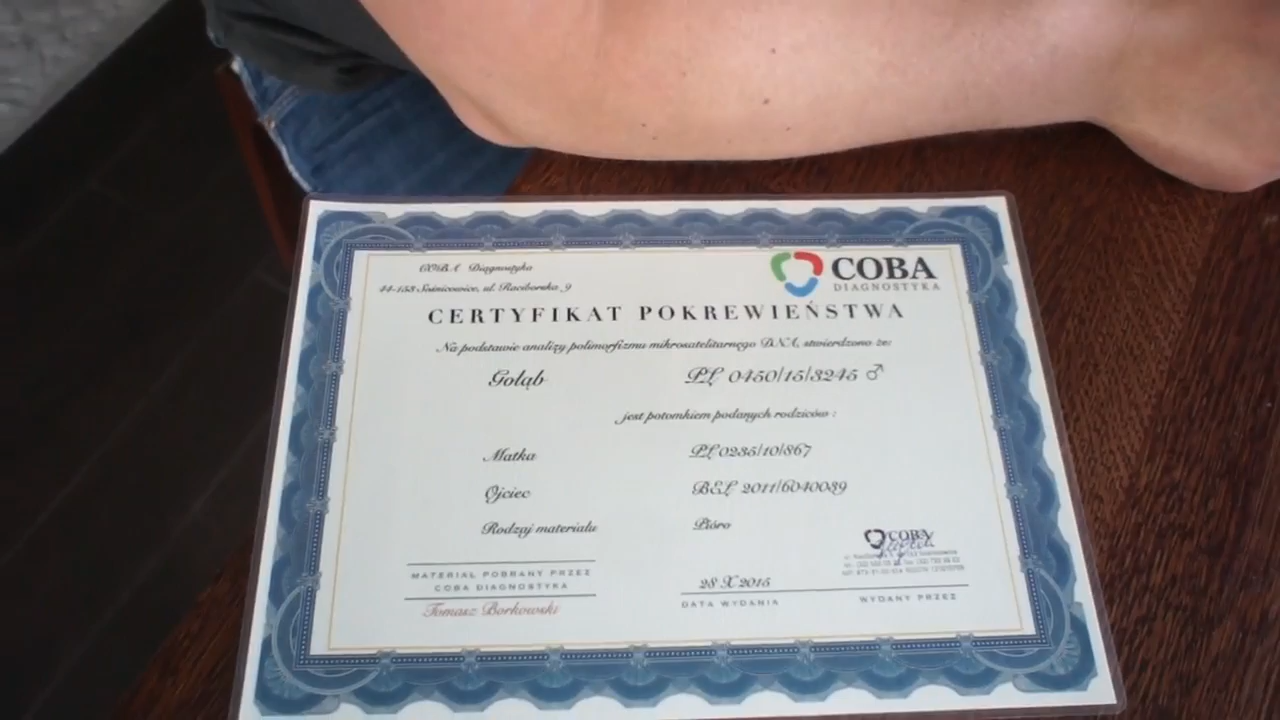 COBA Diagnostyka
COBA
DIAGNOSTYKA
44-153 Sośnicowice, ul. Raciborska 9
CERTYFIKAT POKREWIEŃSTWA
Na podstawie analizy polimorfizmu mikrosatelitarnego DNA, stwierdzono że:
Gołąb PL 0450/15/3245 ♂
jest potomkiem podanych rodziców :
Matka PL 0235/10/867
Ojciec BEL 2011/6040039
Rodzaj materiału Pióro
COBA
MATERIAŁ POBRANY PRZEZ
COBA DIAGNOSTYKA
28 X 2015
Tomasz Borkowski
DATA WYDANIA WYDANY PRZEZ